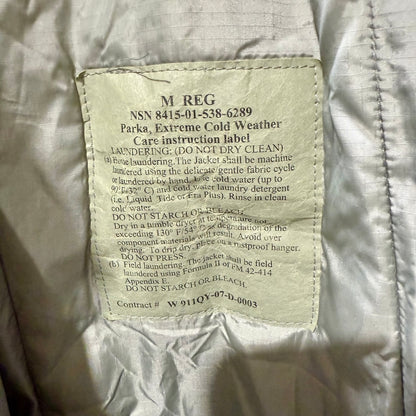 M REG
NSN 8415-01-538-6289
Parka, Extreme Cold Weather
Care instruction label
LAUNDERING: (DO NOT DRY CLEAN)
(a) Home laundering. The Jacket shall be machine
laundered using the delicate/gentle fabric cycle
or laundered by hand. Use cold water (up to
90°F/32° C) and cold water laundry detergent
(i.e. Liquid Tide or Era Plus). Rinse in clean
cold water.
DO NOT STARCH OR BLEACH.
Dry in a tumble dryer at temperature not
exceeding 130° F/54° C, or degradation of
component materials will result. Avoid over
drying. To drip dry, place on a rustproof hanger.
DO NOT PRESS
(b) Field laundering. The jacket shall be field
laundered using Formula II of FM 42-414
Appendix E.
DO NOT STARCH OR BLEACH.
Contract # W911QY-07-D-0003